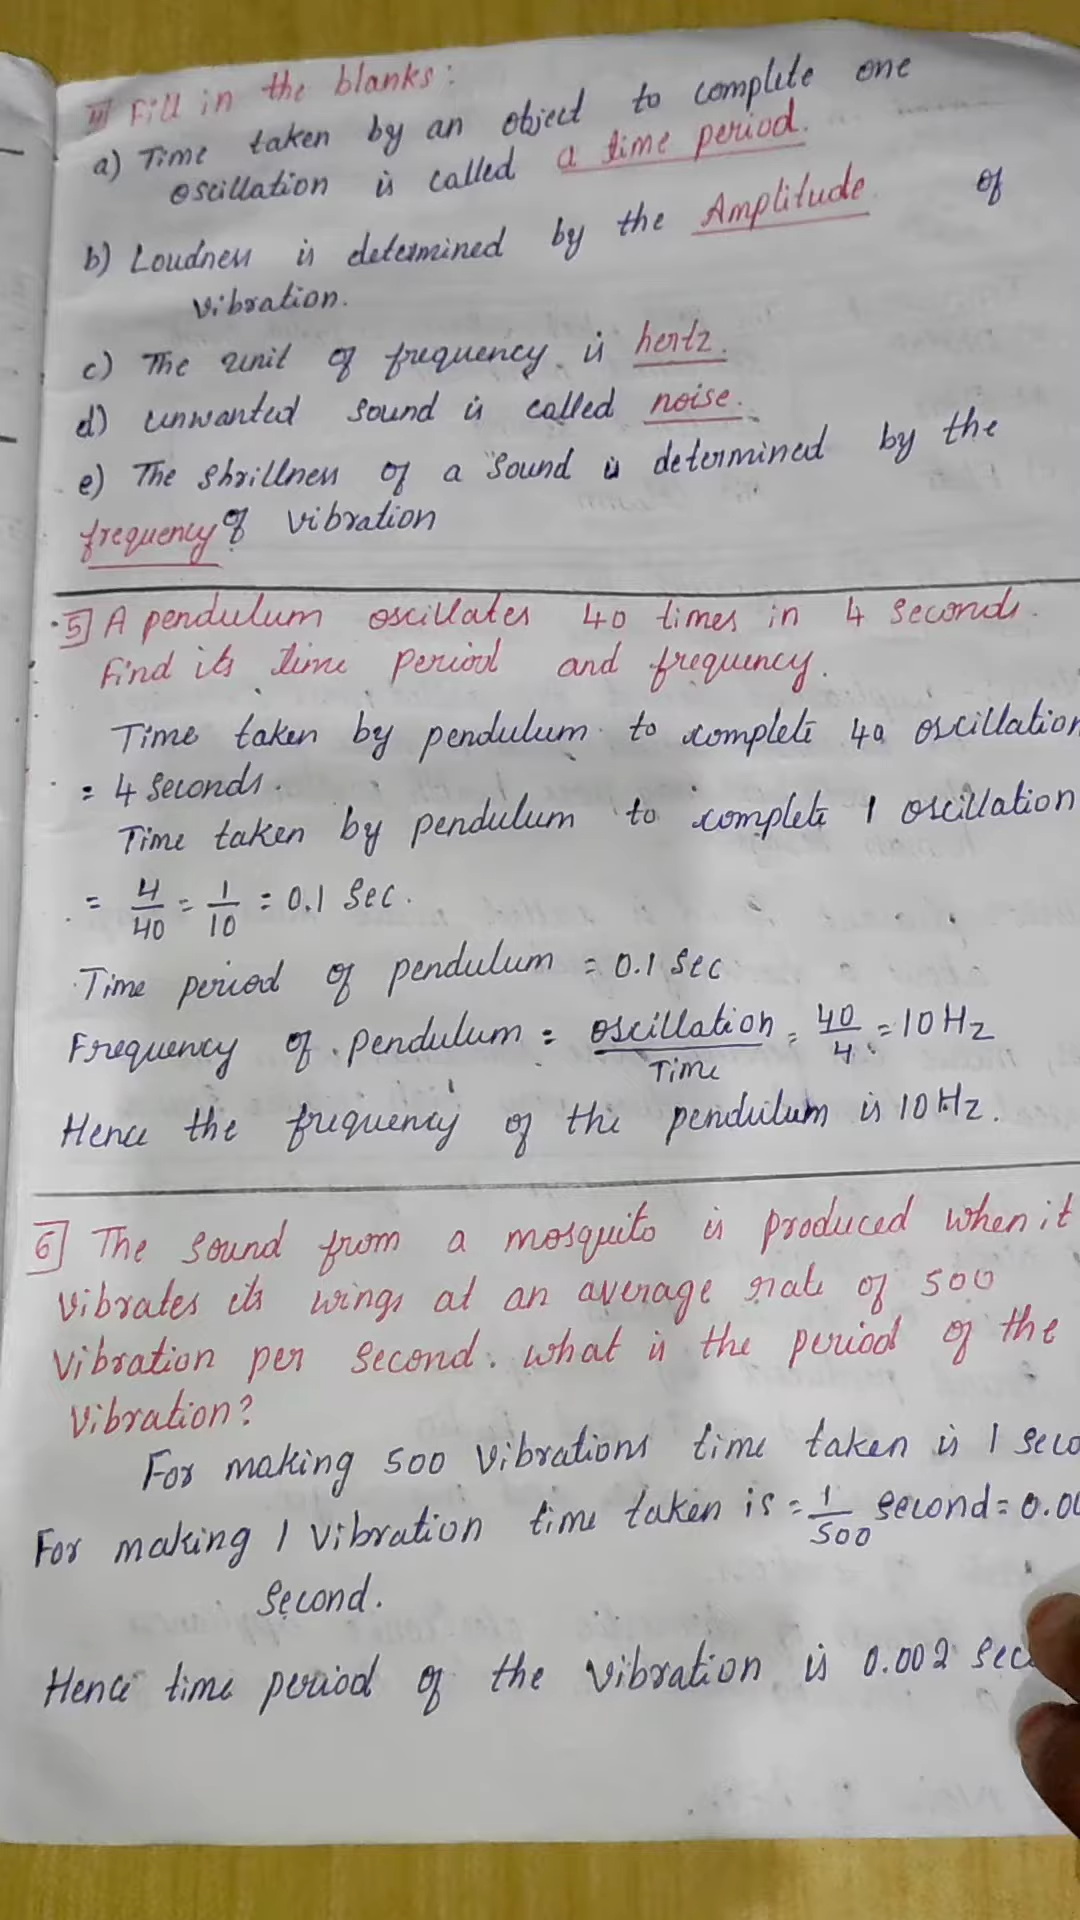 III Fill in the blanks:
a) Time taken by an object to complete one
oscillation is called a time period.
b) Loudness is determined by the Amplitude of
vibration.
c) The unit of frequency is hertz.
d) unwanted sound is called noise.
e) The shrillness of a sound is determined by the
frequency of vibration
5] A pendulum oscillates 40 times in 4 seconds.
Find its time period and frequency.
Time taken by pendulum to complete 40 oscillation
= 4 seconds.
Time taken by pendulum to complete 1 oscillation
= 4/40 = 1/10 = 0.1 Sec.
Time period of pendulum = 0.1 sec
Frequency of pendulum = oscillation/Time = 40/4 = 10 Hz
Hence the frequency of the pendulum is 10 Hz.
6] The sound from a mosquito is produced when it
vibrates its wings at an average rate of 500
vibration per second. what is the period of the
vibration?
For making 500 vibrations time taken is 1 seco
For making 1 vibration time taken is = 1/500 second = 0.00
second.
Hence time period of the vibration is 0.002 sec